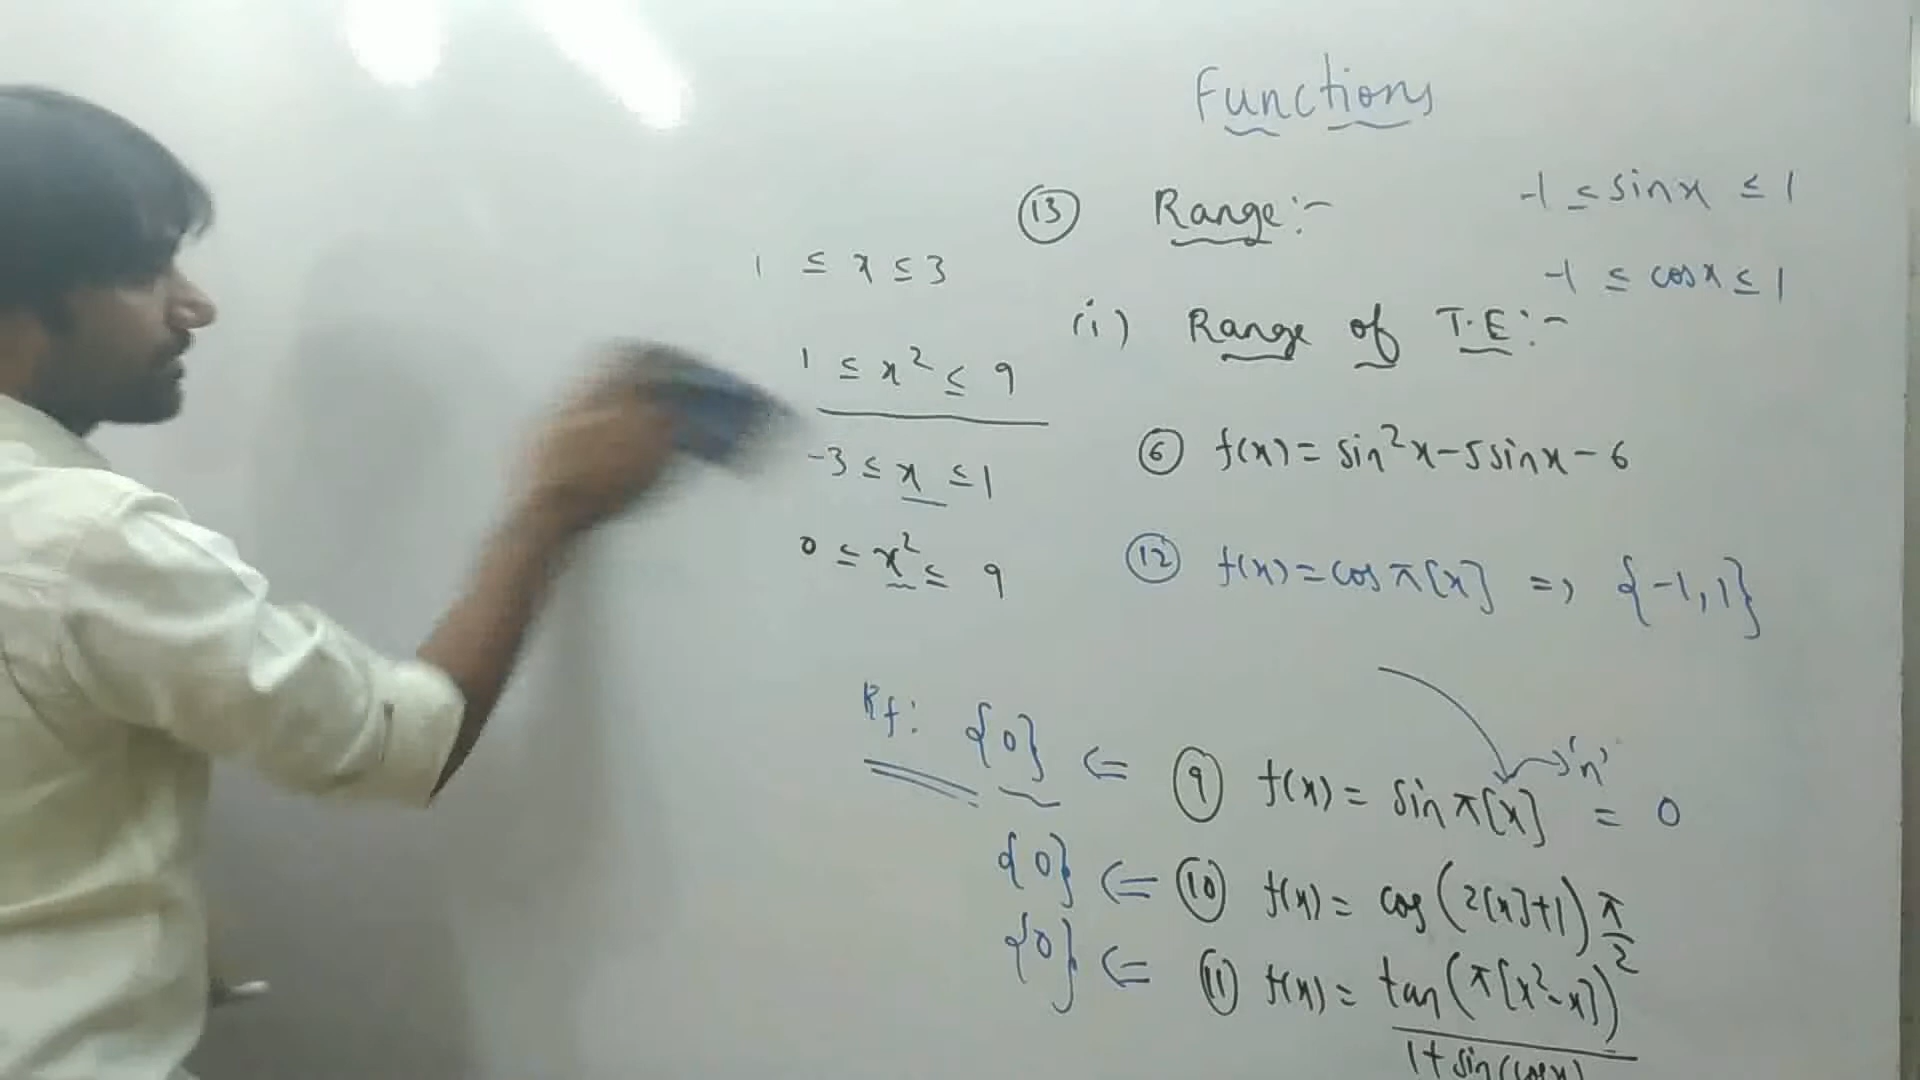 Functions
(13) Range:-
-1 ≤ sinx ≤ 1
-1 ≤ cosx ≤ 1
(i) Range of T.E:-
1 ≤ x ≤ 3
1 ≤ x² ≤ 9
-3 ≤ x ≤ 1
0 ≤ x² ≤ 9
(6) f(x) = sin²x-5sinx-6
(12) f(x) = cos π[x] => {-1,1}
Rf: {0} <= (9) f(x) = sin π[x] = 0
'n'
{0} <= (10) f(x) = cos (2[x]+1) π/2
{0} <= (11) f(x) = tan (π[x²-x])
1+ sin(cosx)